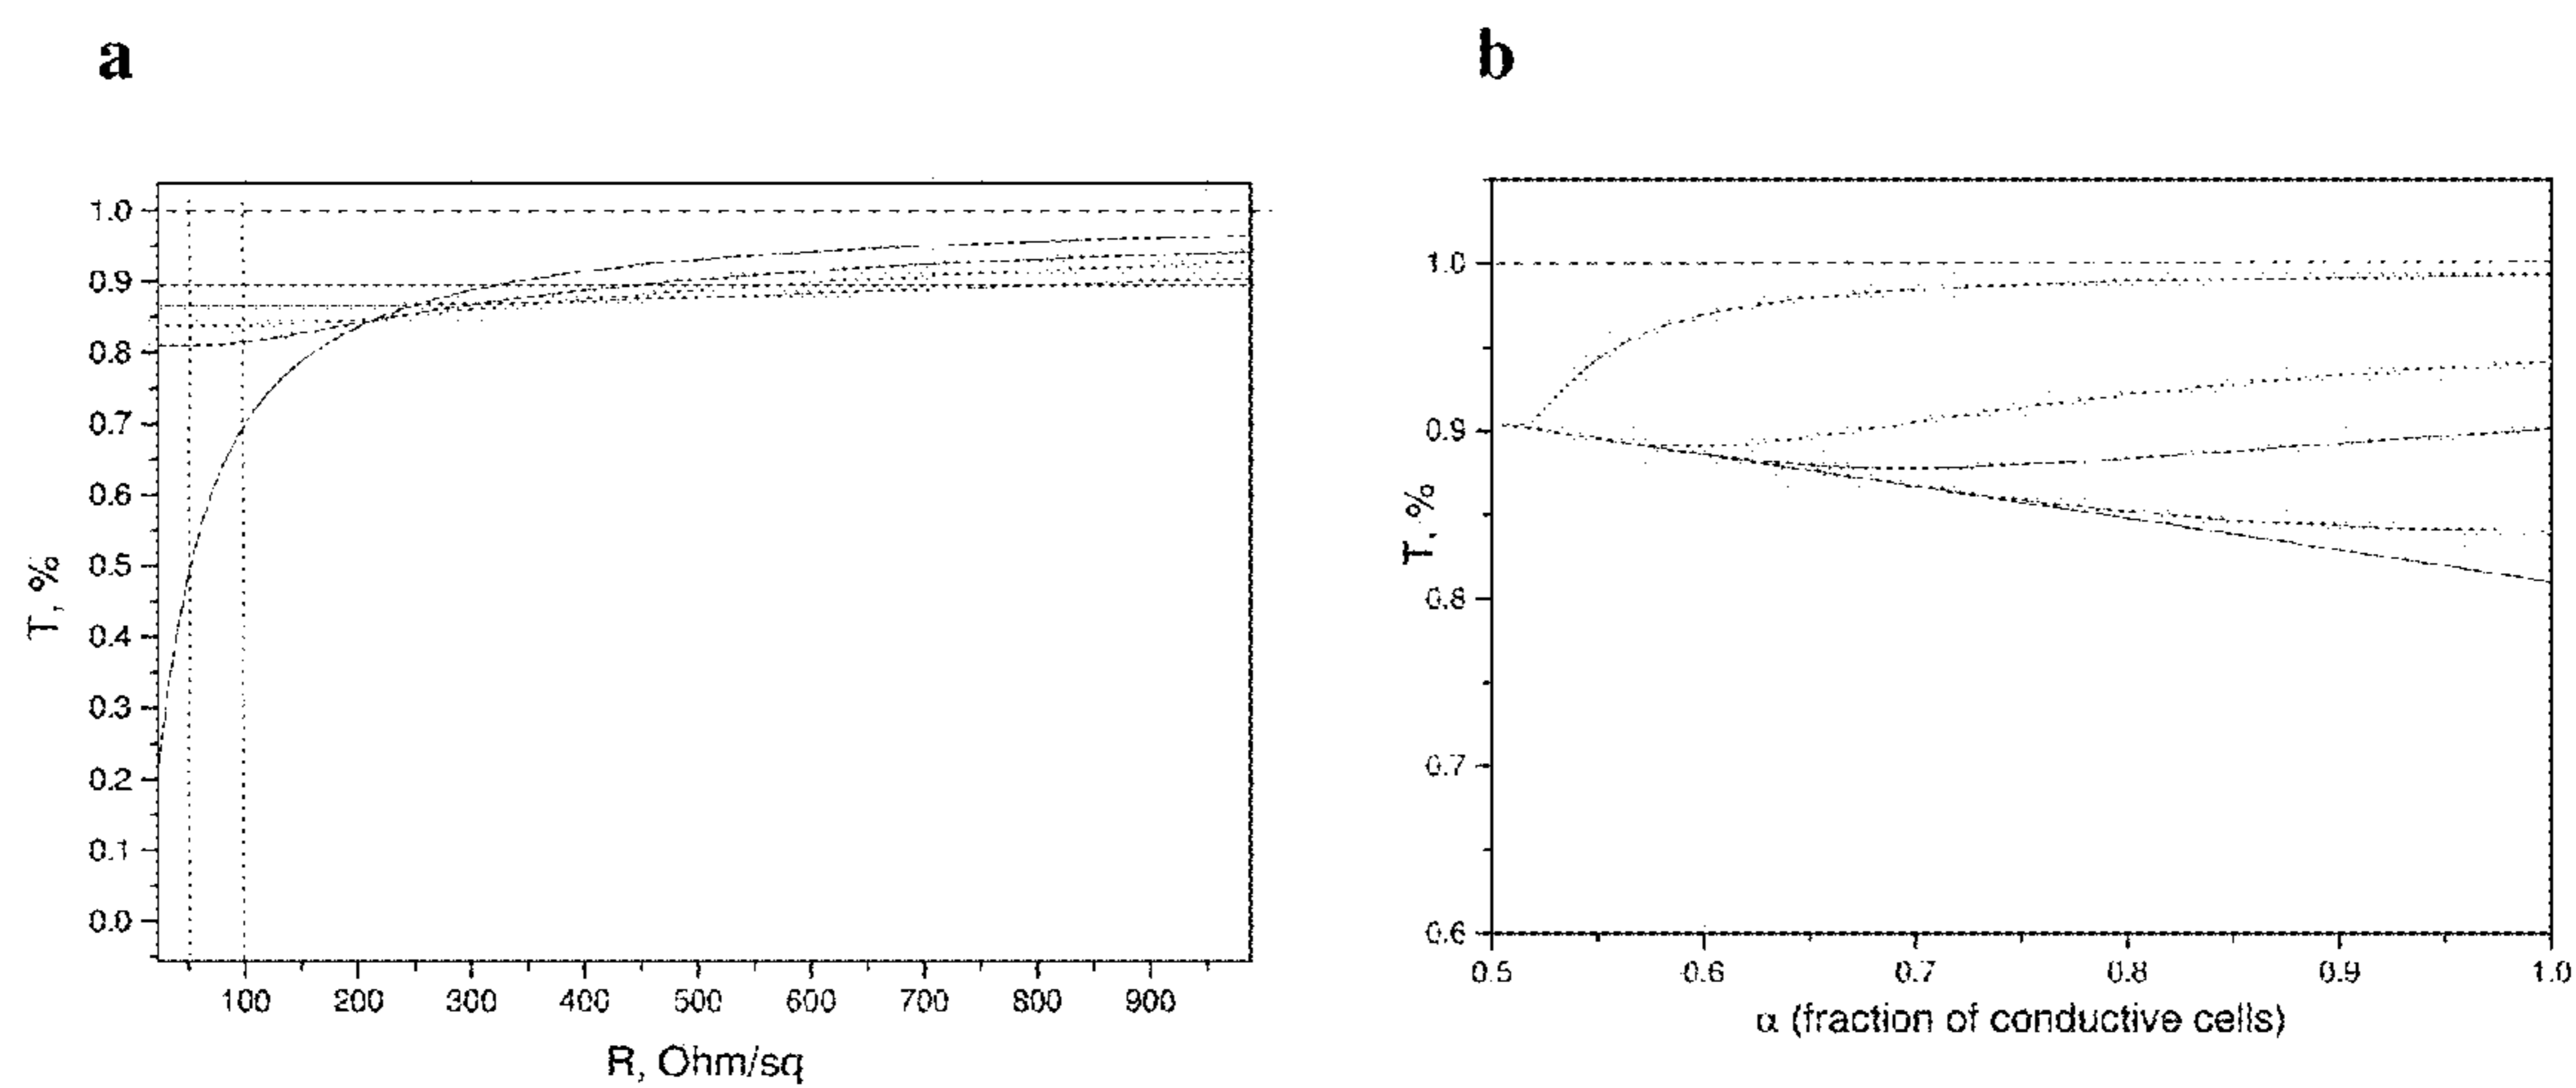 a
1.0
0.9
0.8
0.7
0.6
0.5
0.4
0.3
0.2
0.1
0.0
T, %
100 200 300 400 500 600 700 800 900
R, Ohm/sq
b
1.0
0.9
0.8
0.7
0.6
T, %
0.5 0.6 0.7 0.8 0.9 1.0
α (fraction of conductive cells)